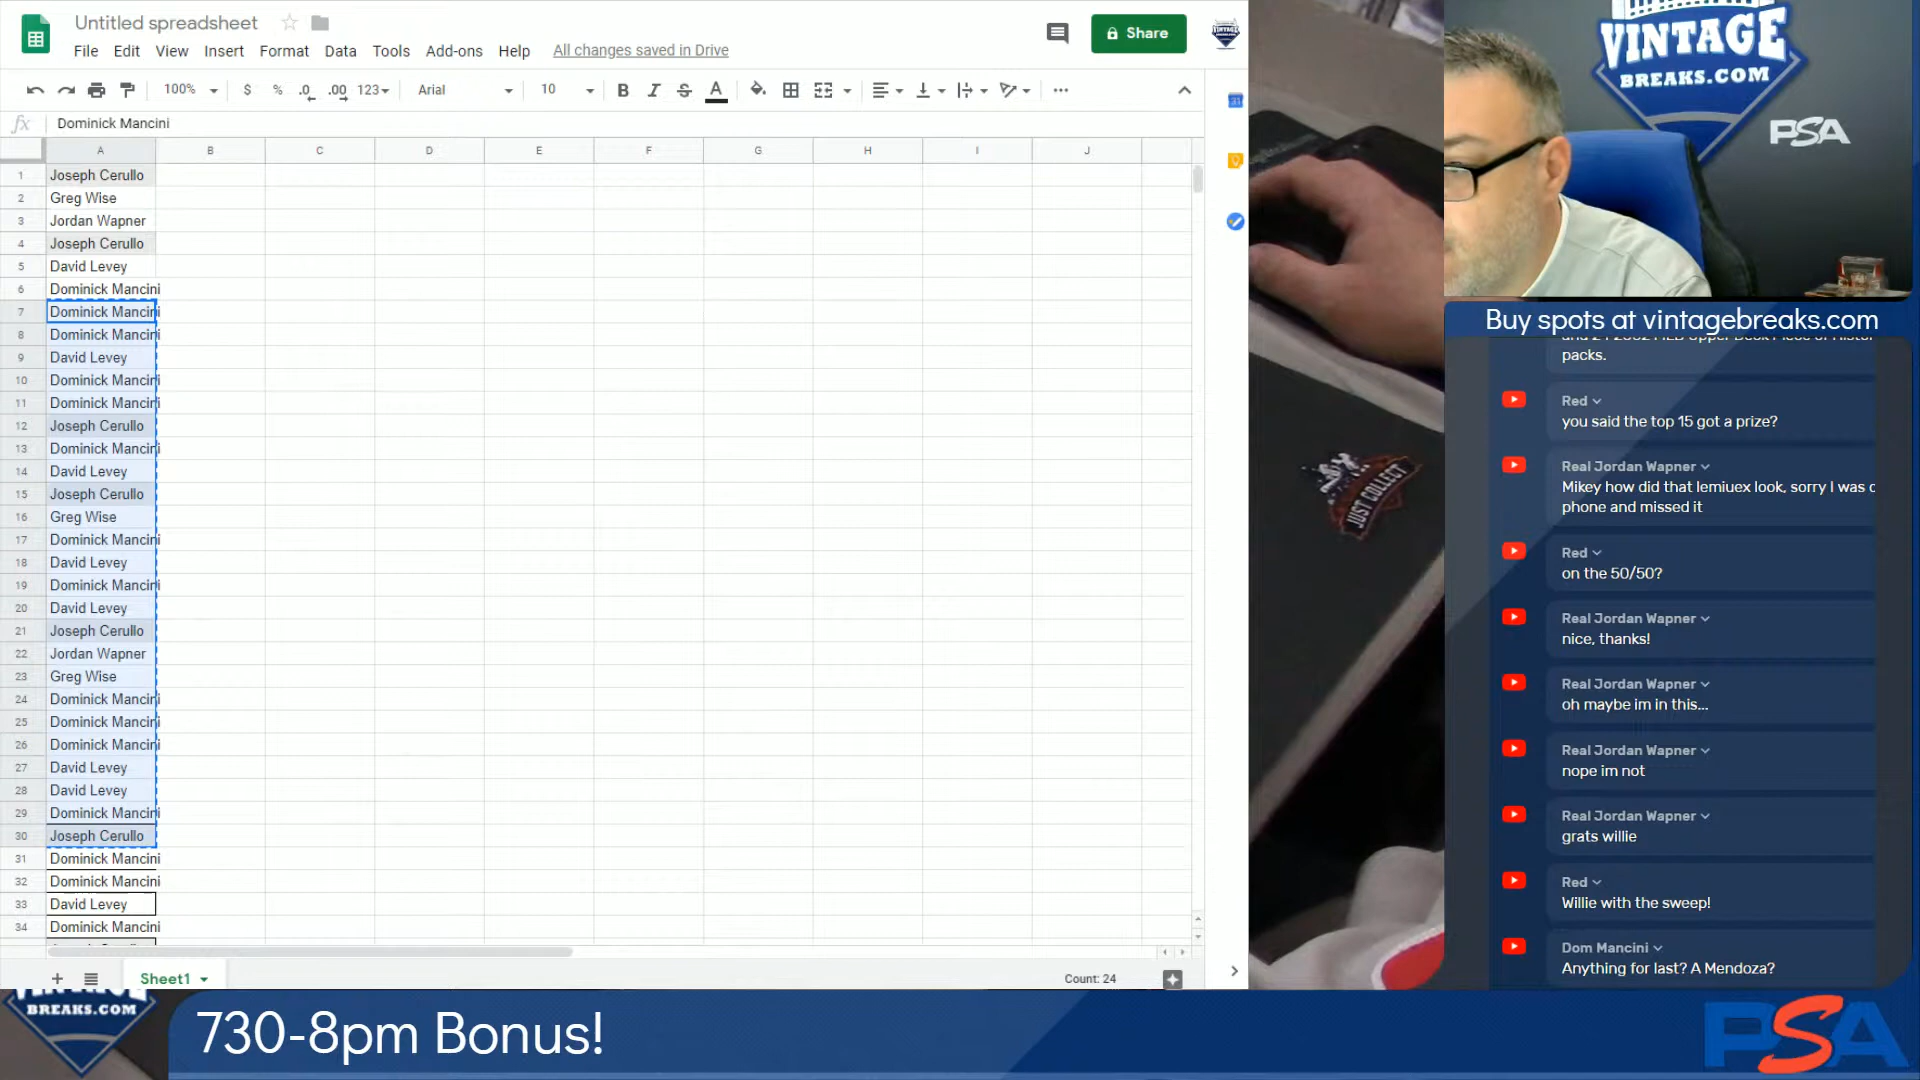 Untitled spreadsheet
File Edit View Insert Format Data Tools Add-ons Help All changes saved in Drive
Share
100% $ % .0 .00 123 Arial 10 B I S A
fx Dominick Mancini
A B C D E F G H I J
1 Joseph Cerullo
2 Greg Wise
3 Jordan Wapner
4 Joseph Cerullo
5 David Levey
6 Dominick Mancini
7 Dominick Mancini
8 Dominick Mancini
9 David Levey
10 Dominick Mancini
11 Dominick Mancini
12 Joseph Cerullo
13 Dominick Mancini
14 David Levey
15 Joseph Cerullo
16 Greg Wise
17 Dominick Mancini
18 David Levey
19 Dominick Mancini
20 David Levey
21 Joseph Cerullo
22 Jordan Wapner
23 Greg Wise
24 Dominick Mancini
25 Dominick Mancini
26 Dominick Mancini
27 David Levey
28 David Levey
29 Dominick Mancini
30 Joseph Cerullo
31 Dominick Mancini
32 Dominick Mancini
33 David Levey
34 Dominick Mancini
Sheet1
Count: 24
JUST COLLECT
VINTAGE
BREAKS.COM
PSA
Buy spots at vintagebreaks.com
packs.
Red
you said the top 15 got a prize?
Real Jordan Wapner
Mikey how did that lemiuex look, sorry I was
phone and missed it
Red
on the 50/50?
Real Jordan Wapner
nice, thanks!
Real Jordan Wapner
oh maybe im in this...
Real Jordan Wapner
nope im not
Real Jordan Wapner
grats willie
Red
Willie with the sweep!
Dom Mancini
Anything for last? A Mendoza?
BREAKS.COM
730-8pm Bonus!
PSA